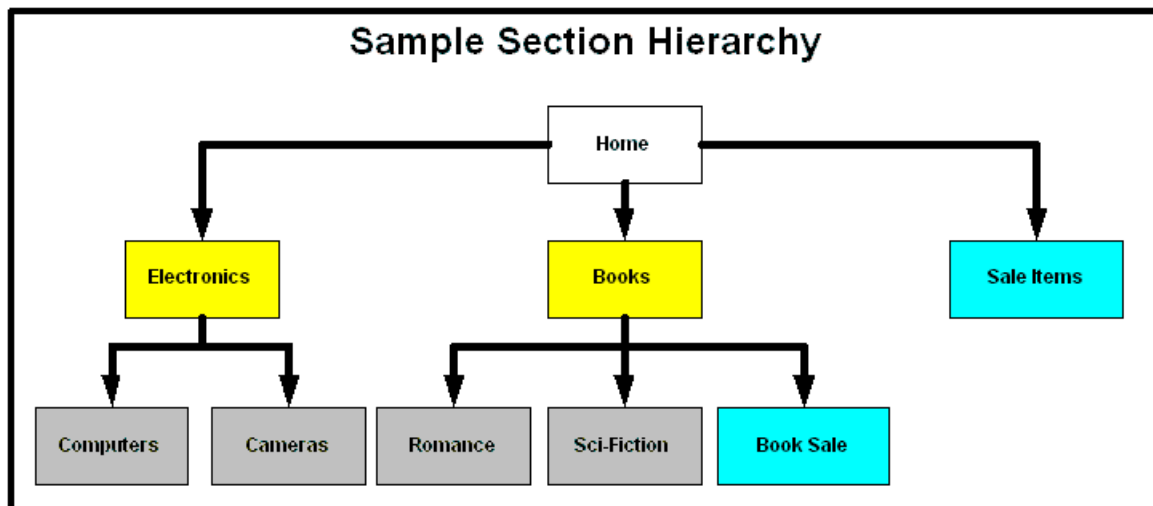 Sample Section Hierarchy
Home
Electronics
Books
Sale Items
Computers
Cameras
Romance
Sci-Fiction
Book Sale